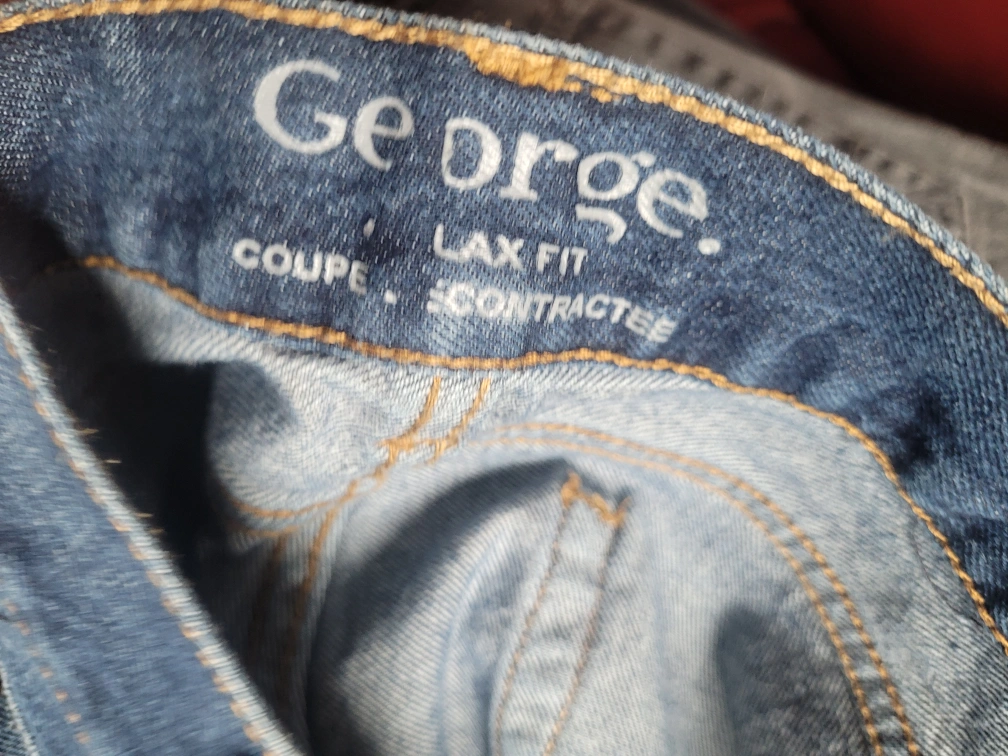 George.
LAX FIT
COUPE CONTRACTEE